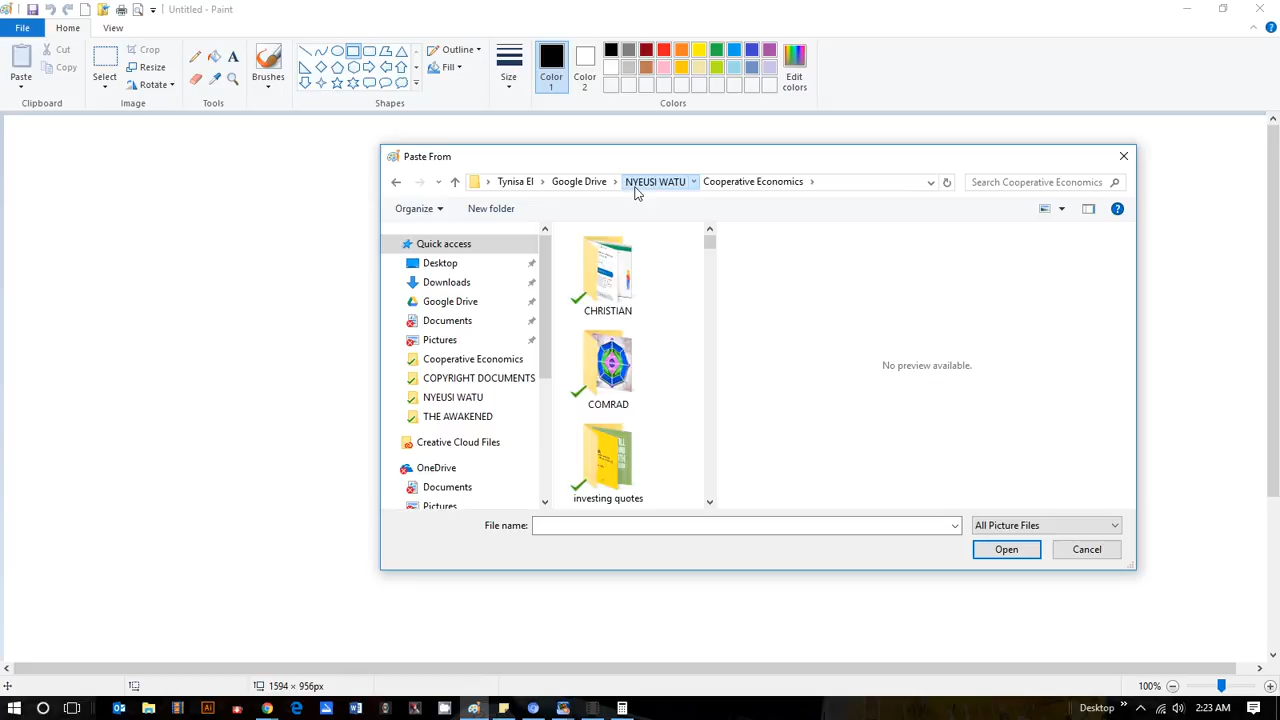 Untitled - Paint
File
Home
View
Paste
Cut
Copy
Clipboard
Select
Crop
Resize
Rotate
Image
Tools
Brushes
Shapes
Outline
Fill
Size
Color 1
Color 2
Edit colors
Colors
Paste From
Tynisa El
Google Drive
NYEUSI WATU
Cooperative Economics
Search Cooperative Economics
Organize
New folder
Quick access
Desktop
Downloads
Google Drive
Documents
Pictures
Cooperative Economics
COPYRIGHT DOCUMENTS
NYEUSI WATU
THE AWAKENED
Creative Cloud Files
OneDrive
Documents
Pictures
CHRISTIAN
COMRAD
investing quotes
No preview available.
File name:
All Picture Files
Open
Cancel
1594 × 956px
100%
Desktop
2:23 AM